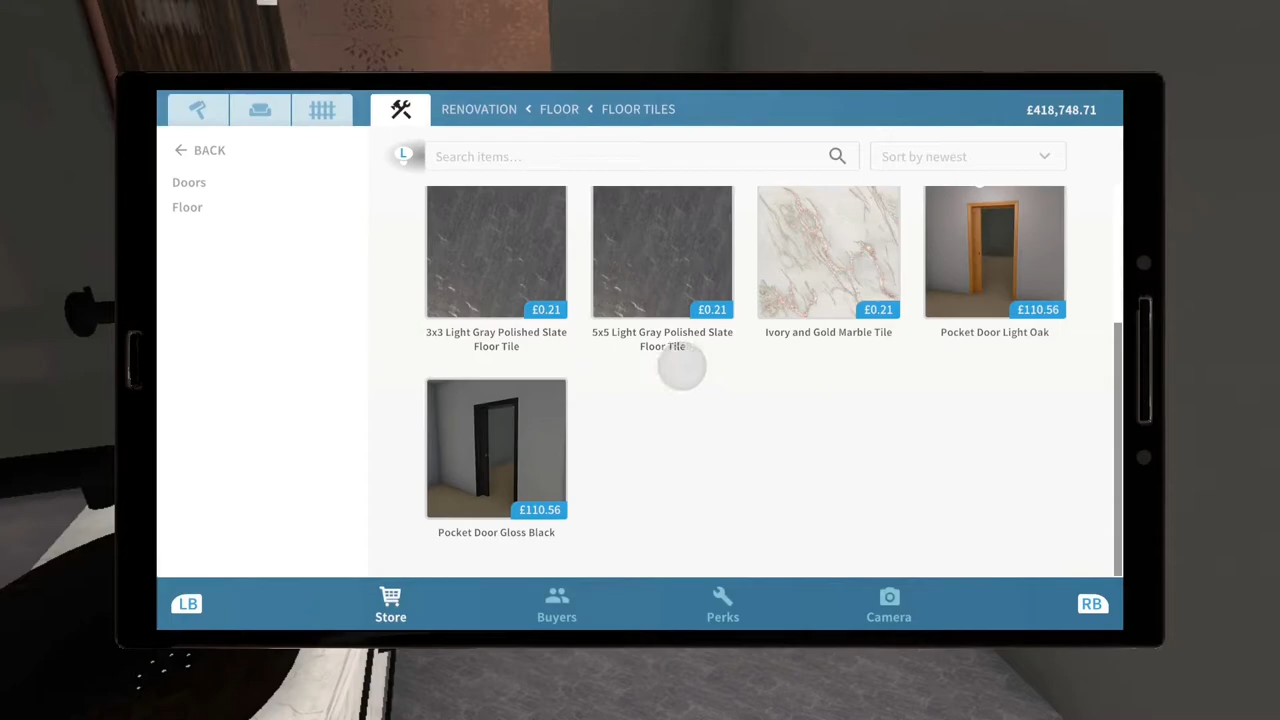 RENOVATION < FLOOR < FLOOR TILES
£418,748.71
BACK
L
Search items...
Sort by newest
Doors
Floor
£0.21
£0.21
£0.21
£110.56
3x3 Light Gray Polished Slate
Floor Tile
5x5 Light Gray Polished Slate
Floor Tile
Ivory and Gold Marble Tile
Pocket Door Light Oak
£110.56
Pocket Door Gloss Black
LB
Store
Buyers
Perks
Camera
RB